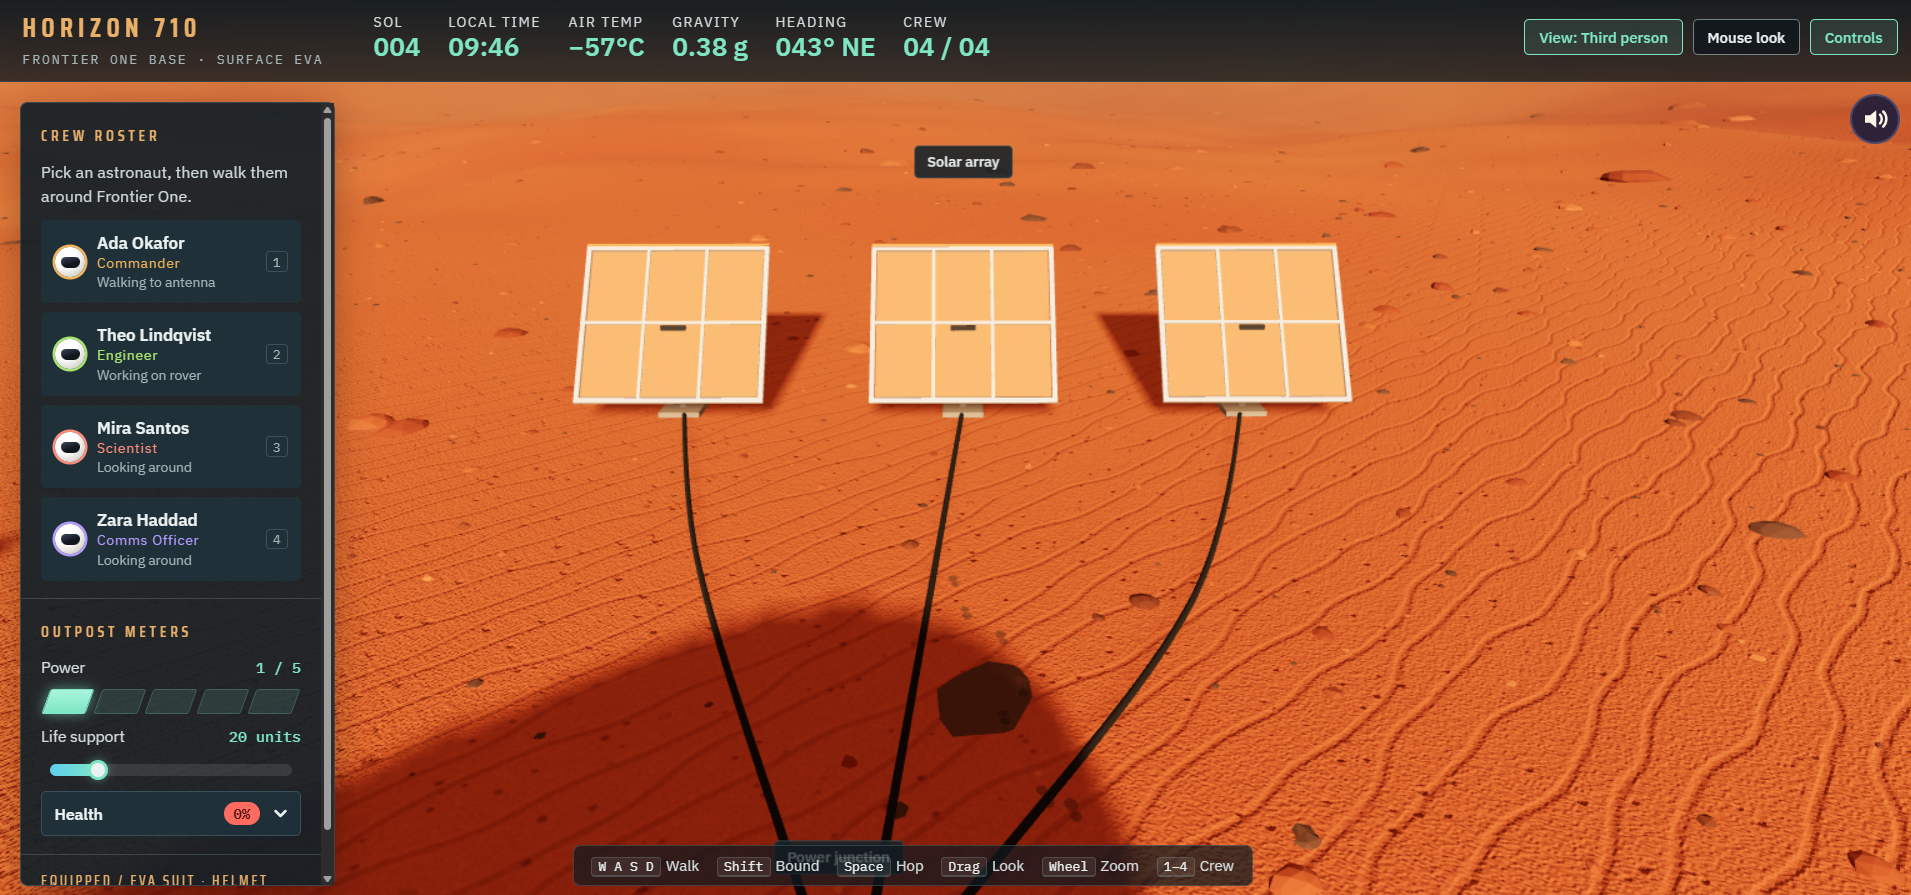 HORIZON 710
FRONTIER ONE BASE · SURFACE EVA
SOL
004
LOCAL TIME
09:46
AIR TEMP
−57°C
GRAVITY
0.38 g
HEADING
043° NE
CREW
04 / 04
View: Third person
Mouse look
Controls
CREW ROSTER
Pick an astronaut, then walk them
around Frontier One.
Ada Okafor
Commander
Walking to antenna
1
Theo Lindqvist
Engineer
Working on rover
2
Mira Santos
Scientist
Looking around
3
Zara Haddad
Comms Officer
Looking around
4
OUTPOST METERS
Power
1 / 5
Life support
20 units
Health
0%
EQUIPPED / EVA SUIT · HELMET
Solar array
Power junction
W A S D Walk
Shift Bound
Space Hop
Drag Look
Wheel Zoom
1–4 Crew